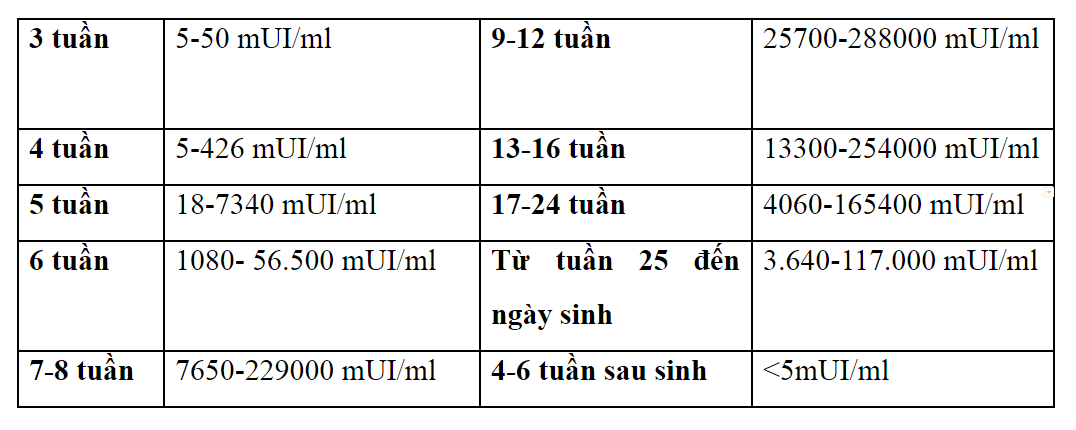 3 tuần 5-50 mUI/ml 9-12 tuần 25700-288000 mUI/ml
4 tuần 5-426 mUI/ml 13-16 tuần 13300-254000 mUI/ml
5 tuần 18-7340 mUI/ml 17-24 tuần 4060-165400 mUI/ml
6 tuần 1080- 56.500 mUI/ml Từ tuần 25 đến 3.640-117.000 mUI/ml
ngày sinh
7-8 tuần 7650-229000 mUI/ml 4-6 tuần sau sinh <5mUI/ml